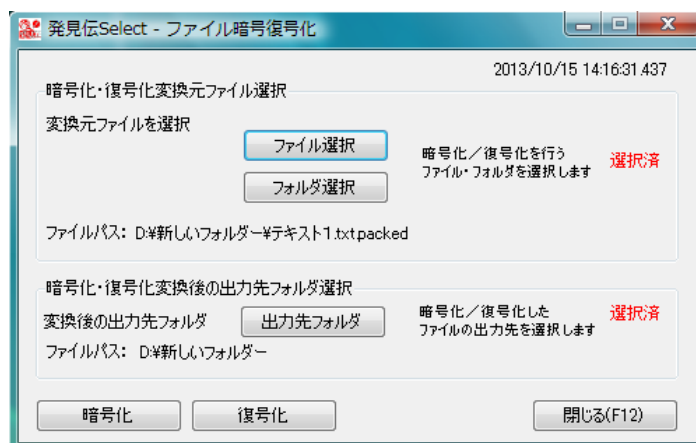 発見伝Select - ファイル暗号復号化
2013/10/15 14:16:31.437
暗号化・復号化変換元ファイル選択
変換元ファイルを選択
ファイル選択
フォルダ選択
暗号化／復号化を行う
ファイル・フォルダを選択します
選択済
ファイルパス： D:¥新しいフォルダー¥テキスト1.txt.packed
暗号化・復号化変換後の出力先フォルダ選択
変換後の出力先フォルダ
出力先フォルダ
暗号化／復号化した
ファイルの出力先を選択します
選択済
ファイルパス： D:¥新しいフォルダー
暗号化
復号化
閉じる(F12)